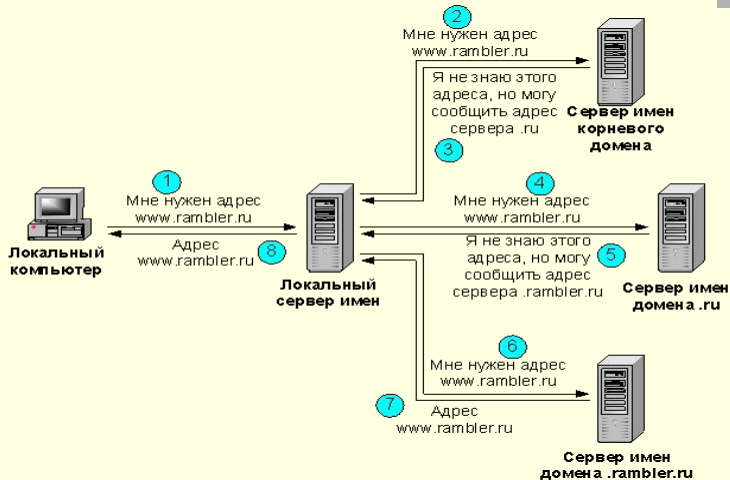 2
Мне нужен адрес
www.rambler.ru
Я не знаю этого
адреса, но могу
сообщить адрес
сервера .ru
3
Сервер имен
корневого
домена
1
Мне нужен адрес
www.rambler.ru
Адрес
www.rambler.ru
8
Локальный
компьютер
Локальный
сервер имен
4
Мне нужен адрес
www.rambler.ru
Я не знаю этого
адреса, но могу
сообщить адрес
сервера .rambler.ru
5
Сервер имен
домена .ru
6
Мне нужен адрес
www.rambler.ru
7
Адрес
www.rambler.ru
Сервер имен
домена .rambler.ru